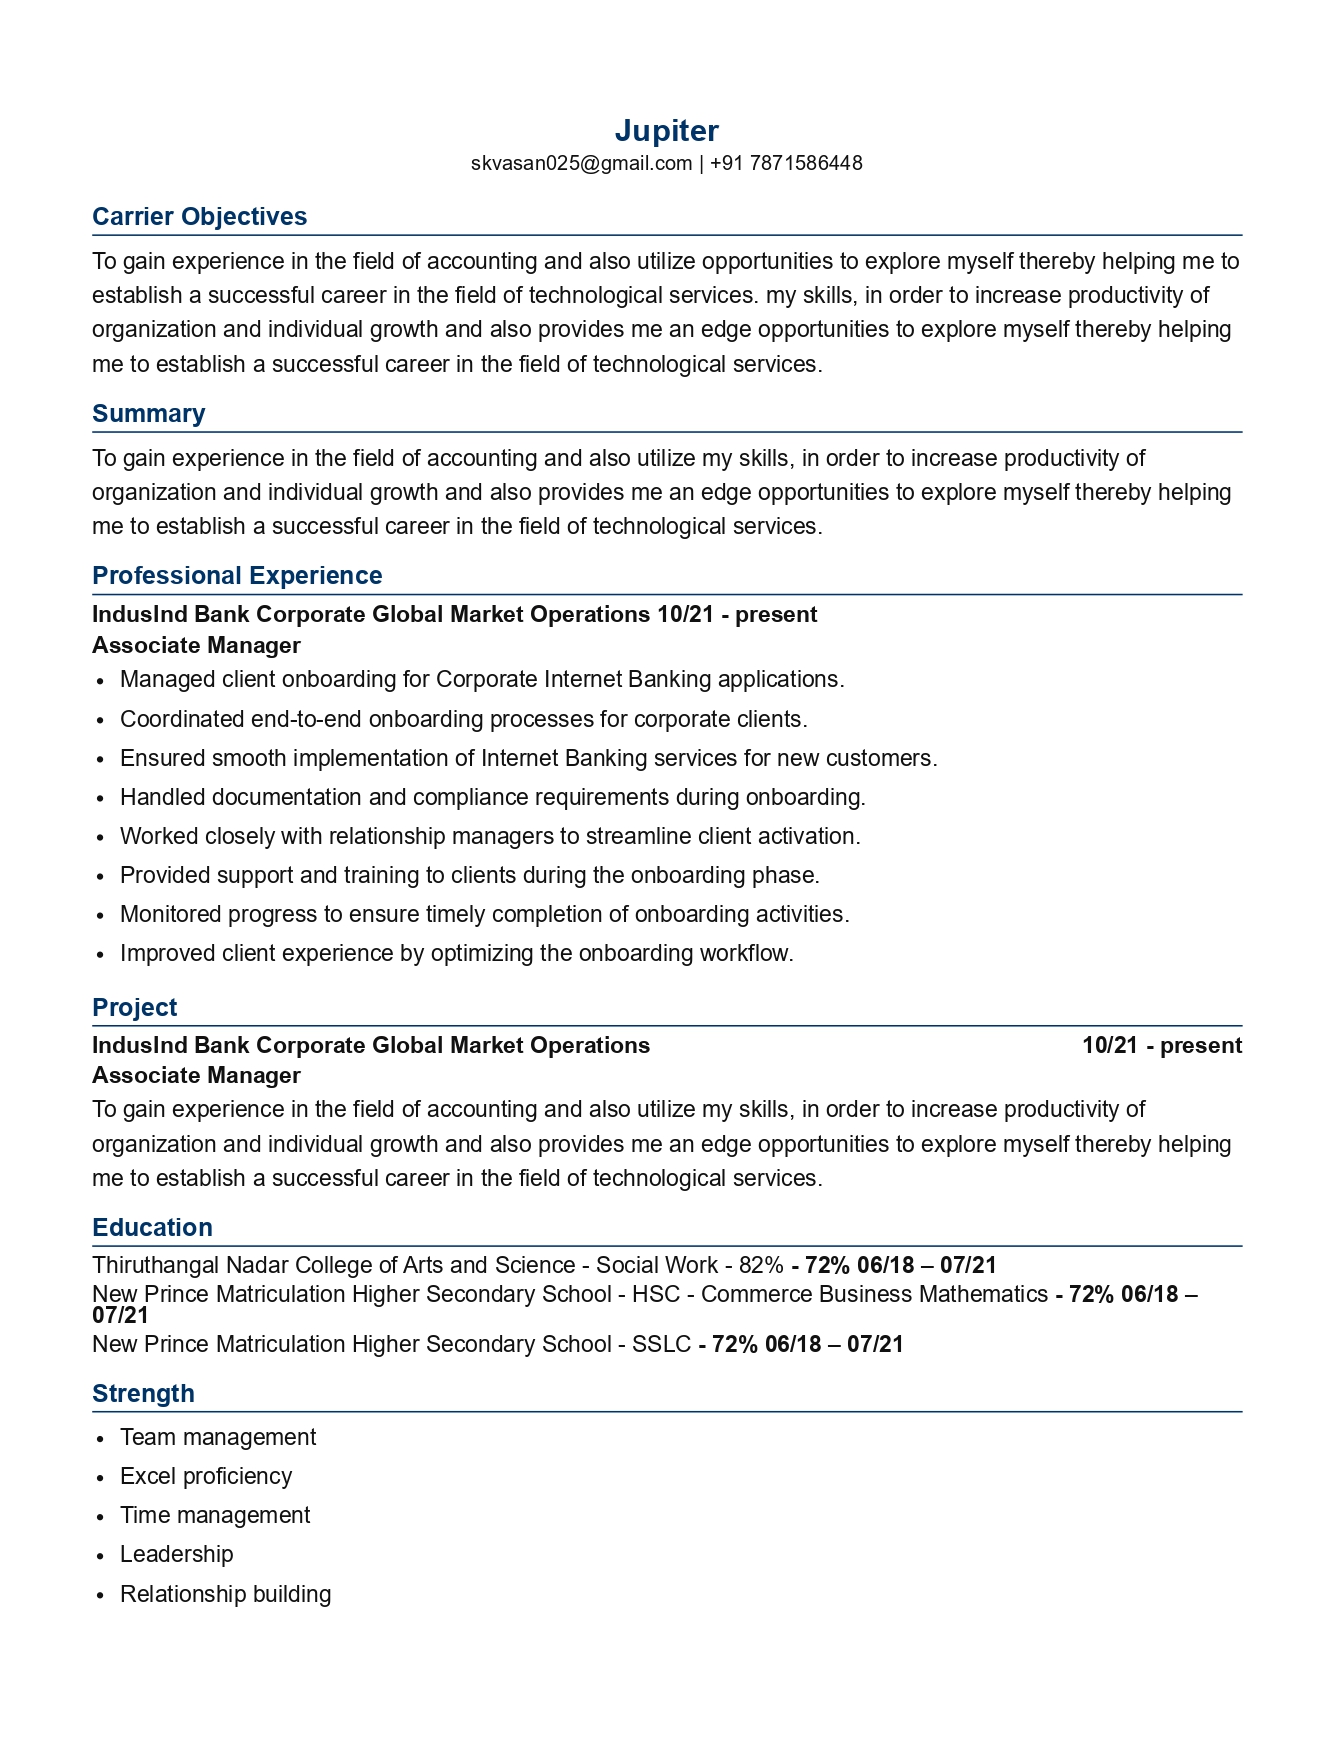 Jupiter
skvasan025@gmail.com | +91 7871586448
Carrier Objectives
To gain experience in the field of accounting and also utilize opportunities to explore myself thereby helping me to
establish a successful career in the field of technological services. my skills, in order to increase productivity of
organization and individual growth and also provides me an edge opportunities to explore myself thereby helping
me to establish a successful career in the field of technological services.
Summary
To gain experience in the field of accounting and also utilize my skills, in order to increase productivity of
organization and individual growth and also provides me an edge opportunities to explore myself thereby helping
me to establish a successful career in the field of technological services.
Professional Experience
IndusInd Bank Corporate Global Market Operations 10/21 - present
Associate Manager
• Managed client onboarding for Corporate Internet Banking applications.
• Coordinated end-to-end onboarding processes for corporate clients.
• Ensured smooth implementation of Internet Banking services for new customers.
• Handled documentation and compliance requirements during onboarding.
• Worked closely with relationship managers to streamline client activation.
• Provided support and training to clients during the onboarding phase.
• Monitored progress to ensure timely completion of onboarding activities.
• Improved client experience by optimizing the onboarding workflow.
Project
IndusInd Bank Corporate Global Market Operations 10/21 - present
Associate Manager
To gain experience in the field of accounting and also utilize my skills, in order to increase productivity of
organization and individual growth and also provides me an edge opportunities to explore myself thereby helping
me to establish a successful career in the field of technological services.
Education
Thiruthangal Nadar College of Arts and Science - Social Work - 82% - 72% 06/18 – 07/21
New Prince Matriculation Higher Secondary School - HSC - Commerce Business Mathematics - 72% 06/18 –
07/21
New Prince Matriculation Higher Secondary School - SSLC - 72% 06/18 – 07/21
Strength
• Team management
• Excel proficiency
• Time management
• Leadership
• Relationship building